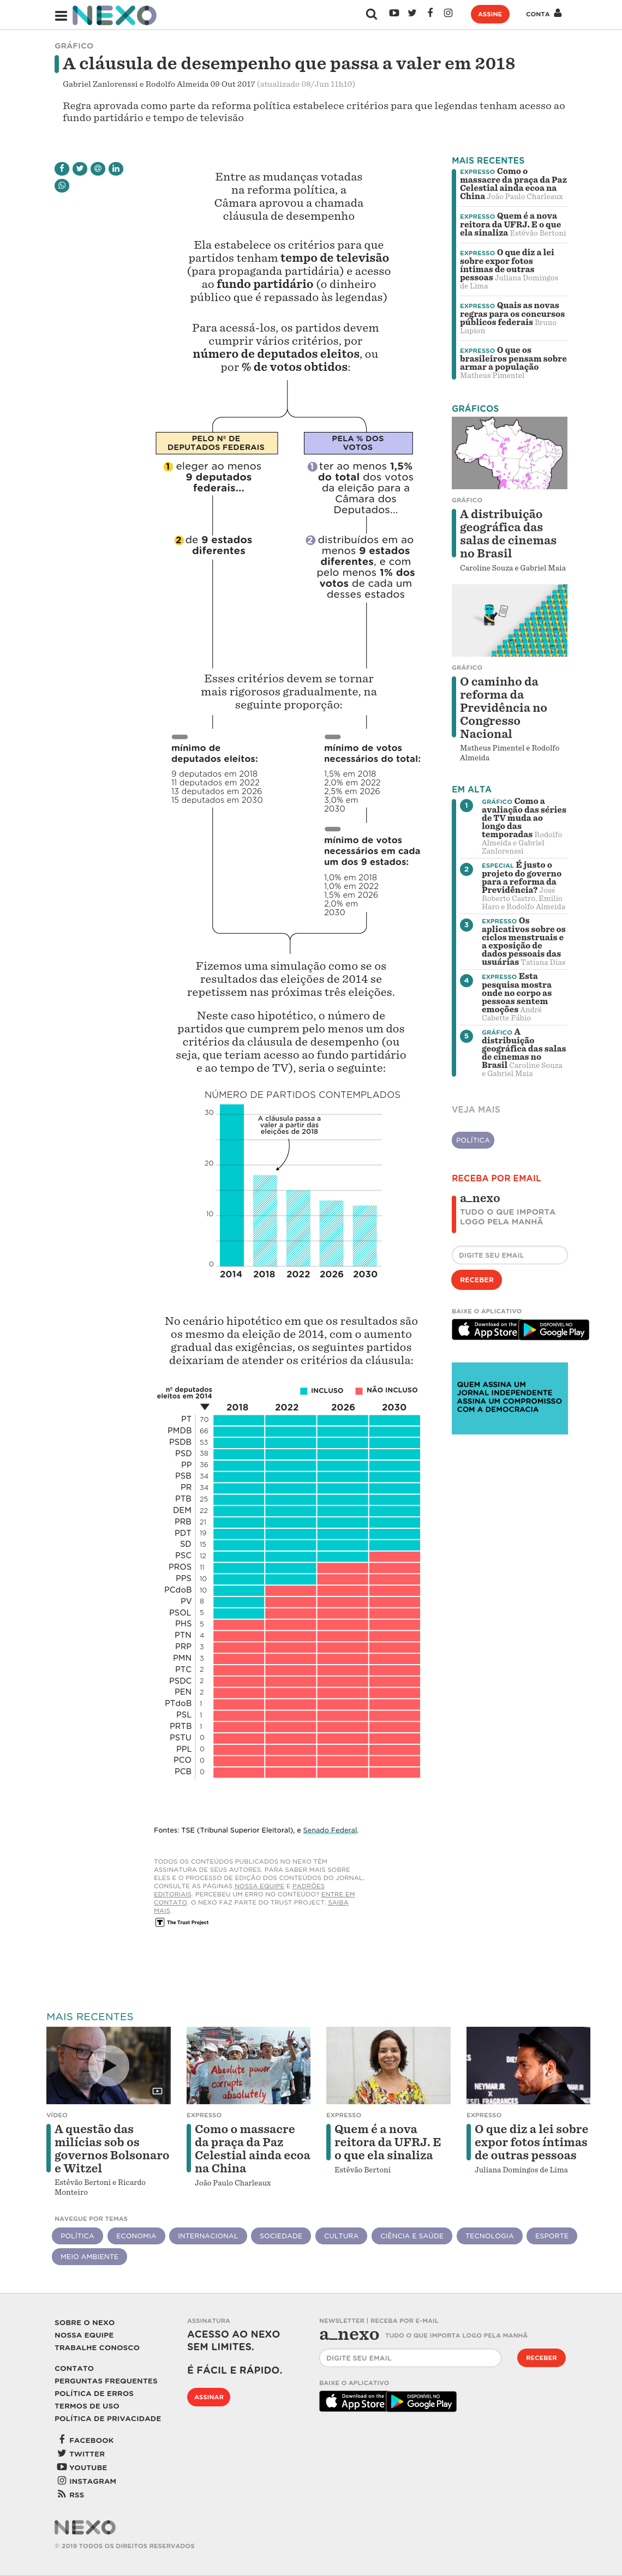 NEXO
ASSINE
CONTA
GRÁFICO
A cláusula de desempenho que passa a valer em 2018
Gabriel Zanlorenssi e Rodolfo Almeida 09 Out 2017 (atualizado 08/Jun 11h10)
Regra aprovada como parte da reforma política estabelece critérios para que legendas tenham acesso ao
fundo partidário e tempo de televisão
Entre as mudanças votadas
na reforma política, a
Câmara aprovou a chamada
cláusula de desempenho
Ela estabelece os critérios para que
partidos tenham tempo de televisão
(para propaganda partidária) e acesso
ao fundo partidário (o dinheiro
público que é repassado às legendas)
Para acessá-los, os partidos devem
cumprir vários critérios, por
número de deputados eleitos, ou
por % de votos obtidos:
PELO Nº DE
DEPUTADOS FEDERAIS
1 eleger ao menos
9 deputados
federais...
2 de 9 estados
diferentes
PELA % DOS
VOTOS
1 ter ao menos 1,5%
do total dos votos
da eleição para a
Câmara dos
Deputados...
2 distribuídos em ao
menos 9 estados
diferentes, e com
pelo menos 1% dos
votos de cada um
desses estados
Esses critérios devem se tornar
mais rigorosos gradualmente, na
seguinte proporção:
mínimo de
deputados eleitos:
9 deputados em 2018
11 deputados em 2022
13 deputados em 2026
15 deputados em 2030
mínimo de votos
necessários do total:
1,5% em 2018
2,0% em 2022
2,5% em 2026
3,0% em
2030
mínimo de votos
necessários em cada
um dos 9 estados:
1,0% em 2018
1,0% em 2022
1,5% em 2026
2,0% em
2030
Fizemos uma simulação como se os
resultados das eleições de 2014 se
repetissem nas próximas três eleições.
Neste caso hipotético, o número de
partidos que cumprem pelo menos um dos
critérios da cláusula de desempenho (ou
seja, que teriam acesso ao fundo partidário
e ao tempo de TV), seria o seguinte:
NÚMERO DE PARTIDOS CONTEMPLADOS
30
20
10
0
A cláusula passa a
valer a partir das
eleições de 2018
2014 2018 2022 2026 2030
No cenário hipotético em que os resultados são
os mesmo da eleição de 2014, com o aumento
gradual das exigências, os seguintes partidos
deixariam de atender os critérios da cláusula:
nº deputados
eleitos em 2014
INCLUSO
NÃO INCLUSO
2018 2022 2026 2030
PT 70
PMDB 66
PSDB 53
PSD 38
PP 36
PSB 34
PR 34
PTB 25
DEM 22
PRB 21
PDT 19
SD 15
PSC 12
PROS 11
PPS 10
PCdoB 10
PV 8
PSOL 5
PHS 5
PTN 4
PRP 3
PMN 3
PTC 2
PSDC 2
PEN 2
PTdoB 1
PSL 1
PRTB 1
PSTU 0
PPL 0
PCO 0
PCB 0
Fontes: TSE (Tribunal Superior Eleitoral), e Senado Federal.
TODOS OS CONTEÚDOS PUBLICADOS NO NEXO TÊM
ASSINATURA DE SEUS AUTORES. PARA SABER MAIS SOBRE
ELES E O PROCESSO DE EDIÇÃO DOS CONTEÚDOS DO JORNAL,
CONSULTE AS PÁGINAS NOSSA EQUIPE E PADRÕES
EDITORIAIS. PERCEBEU UM ERRO NO CONTEÚDO? ENTRE EM
CONTATO. O NEXO FAZ PARTE DO TRUST PROJECT. SAIBA
MAIS.
T The Trust Project
MAIS RECENTES
EXPRESSO Como o
massacre da praça da Paz
Celestial ainda ecoa na
China João Paulo Charleaux
EXPRESSO Quem é a nova
reitora da UFRJ. E o que
ela sinaliza Estêvão Bertoni
EXPRESSO O que diz a lei
sobre expor fotos
íntimas de outras
pessoas Juliana Domingos
de Lima
EXPRESSO Quais as novas
regras para os concursos
públicos federais Bruno
Lupion
EXPRESSO O que os
brasileiros pensam sobre
armar a população
Matheus Pimentel
GRÁFICOS
GRÁFICO
A distribuição
geográfica das
salas de cinemas
no Brasil
Caroline Souza e Gabriel Maia
GRÁFICO
O caminho da
reforma da
Previdência no
Congresso
Nacional
Matheus Pimentel e Rodolfo
Almeida
EM ALTA
1 GRÁFICO Como a
avaliação das séries
de TV muda ao
longo das
temporadas Rodolfo
Almeida e Gabriel
Zanlorenssi
2 ESPECIAL É justo o
projeto do governo
para a reforma da
Previdência? José
Roberto Castro, Emílio
Haro e Rodolfo Almeida
3 EXPRESSO Os
aplicativos sobre os
ciclos menstruais e
a exposição de
dados pessoais das
usuárias Tatiana Dias
4 EXPRESSO Esta
pesquisa mostra
onde no corpo as
pessoas sentem
emoções André
Cabette Fábio
5 GRÁFICO A
distribuição
geográfica das salas
de cinemas no
Brasil Caroline Souza
e Gabriel Maia
VEJA MAIS
POLÍTICA
RECEBA POR EMAIL
a_nexo
TUDO O QUE IMPORTA
LOGO PELA MANHÃ
DIGITE SEU EMAIL
RECEBER
BAIXE O APLICATIVO
Download on the
App Store
DISPONÍVEL NO
Google Play
QUEM ASSINA UM
JORNAL INDEPENDENTE
ASSINA UM COMPROMISSO
COM A DEMOCRACIA
MAIS RECENTES
Absolute power
corrupts
absolutely
NEYMAR JR
DIESEL FRAGRANCES
VÍDEO
A questão das
milícias sob os
governos Bolsonaro
e Witzel
Estêvão Bertoni e Ricardo
Monteiro
EXPRESSO
Como o massacre
da praça da Paz
Celestial ainda ecoa
na China
João Paulo Charleaux
EXPRESSO
Quem é a nova
reitora da UFRJ. E
o que ela sinaliza
Estêvão Bertoni
EXPRESSO
O que diz a lei sobre
expor fotos íntimas
de outras pessoas
Juliana Domingos de Lima
NAVEGUE POR TEMAS
POLÍTICA ECONOMIA INTERNACIONAL SOCIEDADE CULTURA CIÊNCIA E SAÚDE TECNOLOGIA ESPORTE
MEIO AMBIENTE
SOBRE O NEXO
NOSSA EQUIPE
TRABALHE CONOSCO
CONTATO
PERGUNTAS FREQUENTES
POLÍTICA DE ERROS
TERMOS DE USO
POLÍTICA DE PRIVACIDADE
FACEBOOK
TWITTER
YOUTUBE
INSTAGRAM
RSS
ASSINATURA
ACESSO AO NEXO
SEM LIMITES.
É FÁCIL E RÁPIDO.
ASSINAR
NEWSLETTER | RECEBA POR E-MAIL
a_nexo TUDO O QUE IMPORTA LOGO PELA MANHÃ
DIGITE SEU EMAIL
RECEBER
BAIXE O APLICATIVO
Download on the
App Store
DISPONÍVEL NO
Google Play
NEXO
© 2019 TODOS OS DIREITOS RESERVADOS